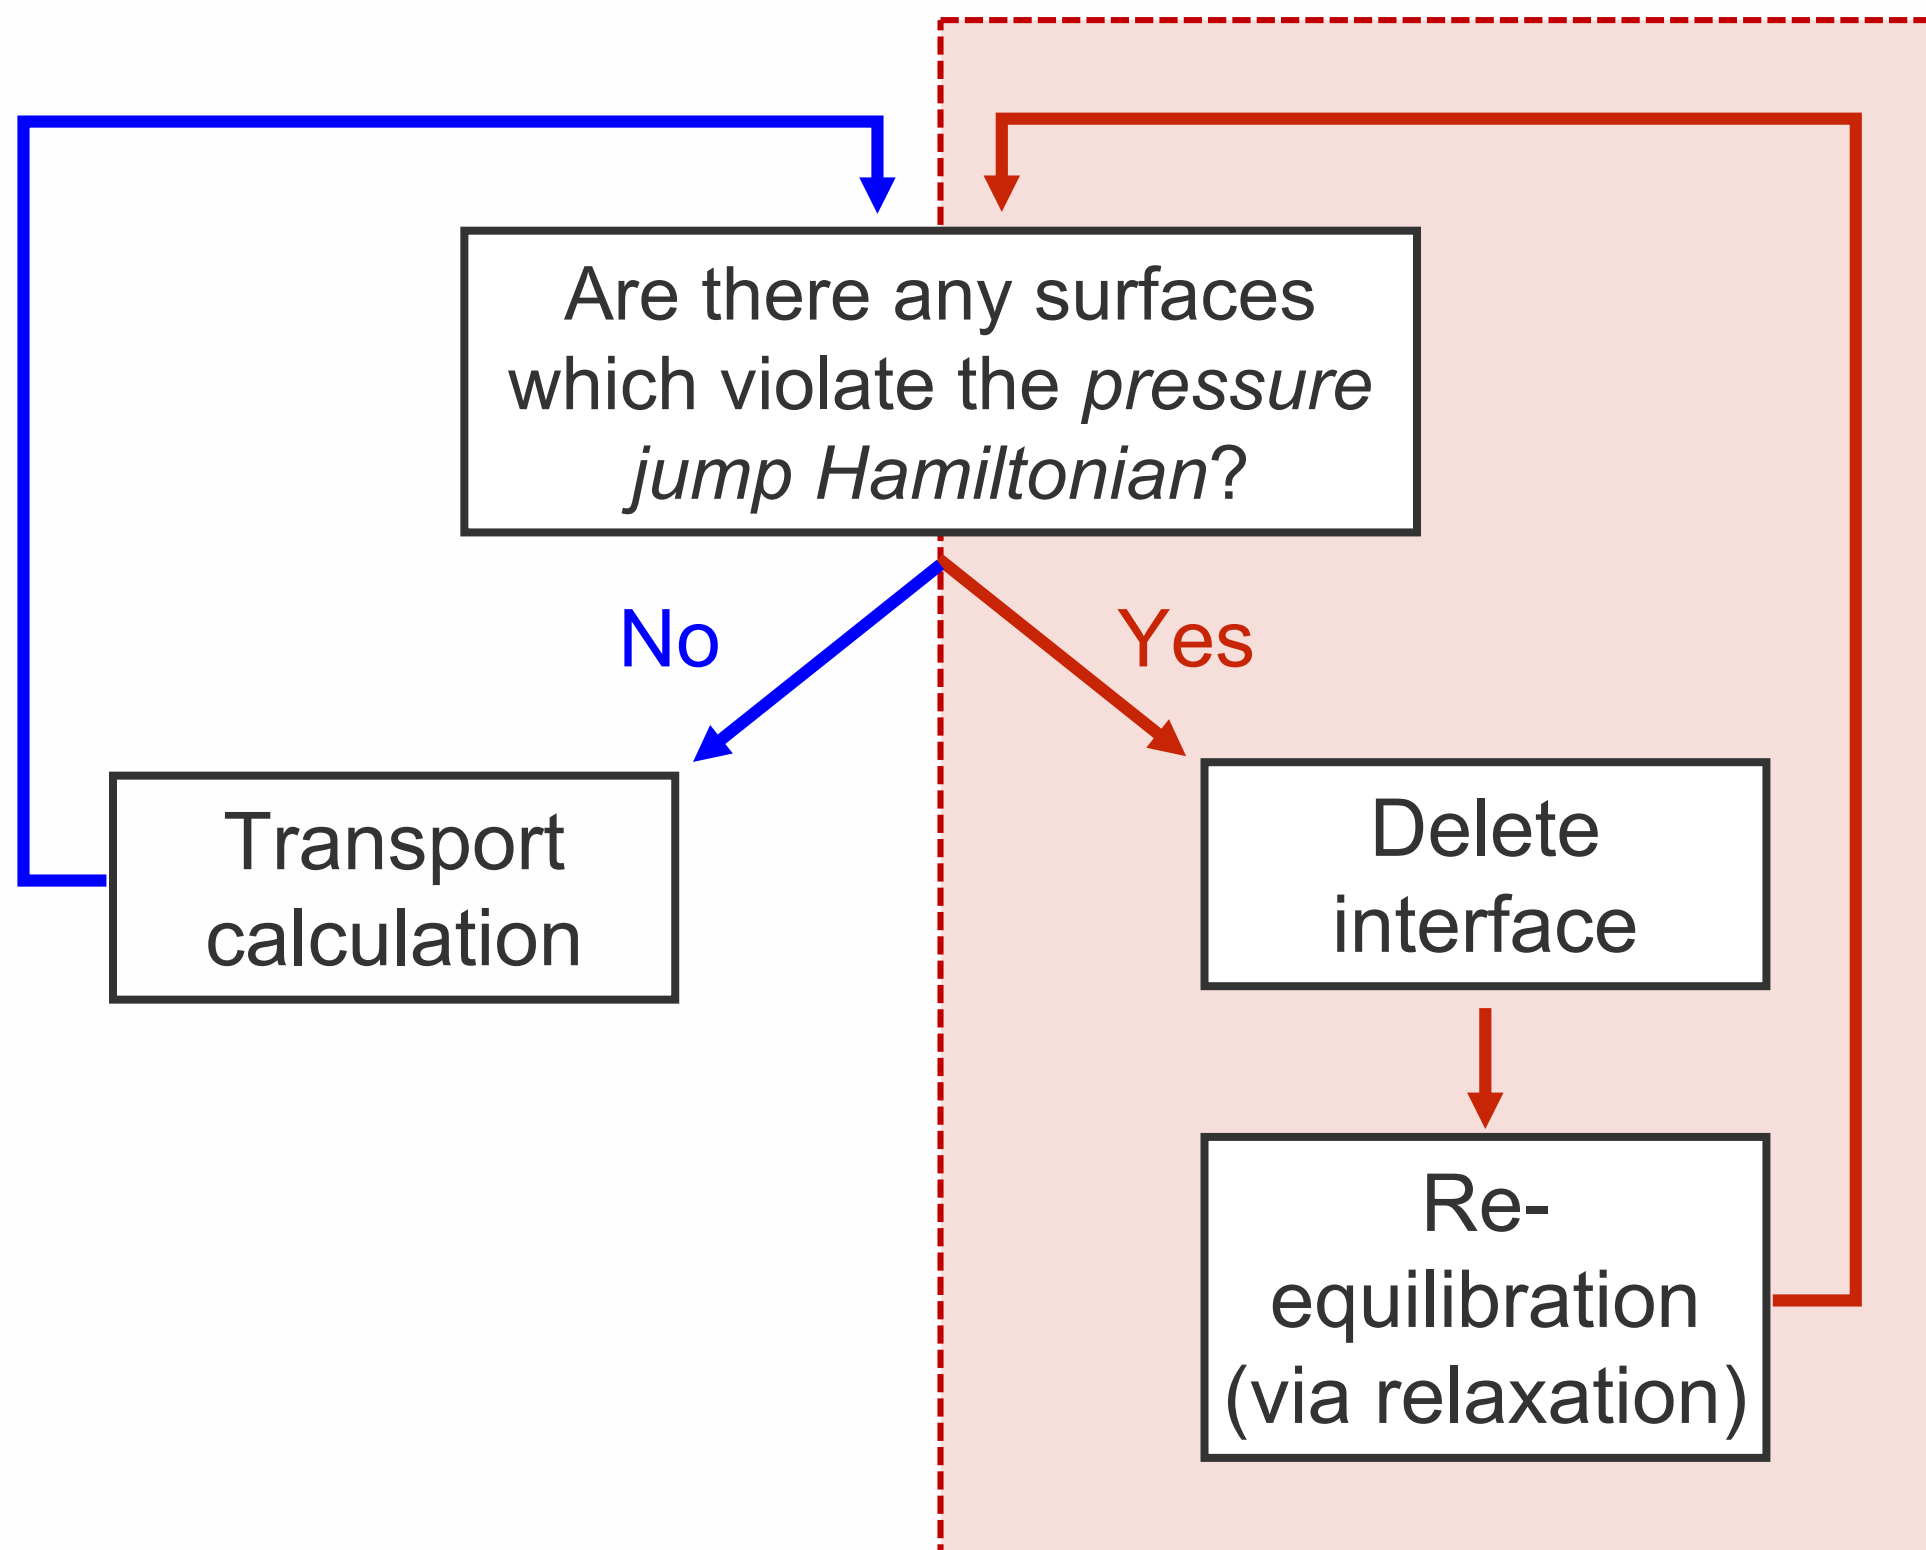 Are there any surfaces
which violate the pressure
jump Hamiltonian?
No
Yes
Transport
calculation
Delete
interface
Re-
equilibration
(via relaxation)